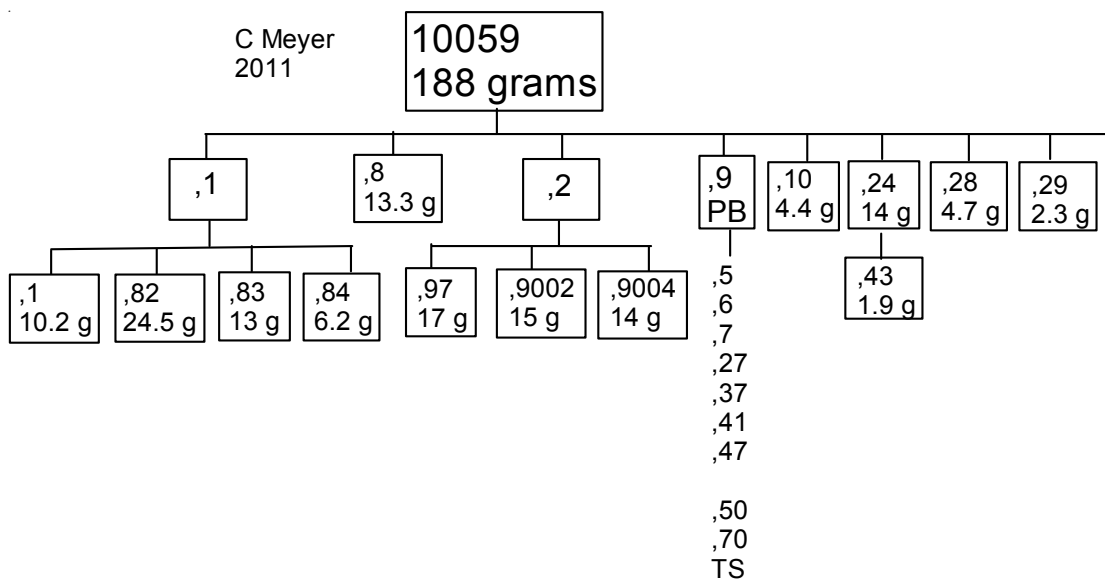 C Meyer
2011
10059
188 grams
,1
,8
13.3 g
,2
,9
PB
,10
4.4 g
,24
14 g
,28
4.7 g
,29
2.3 g
,1
10.2 g
,82
24.5 g
,83
13 g
,84
6.2 g
,97
17 g
,9002
15 g
,9004
14 g
,43
1.9 g
,5
,6
,7
,27
,37
,41
,47
,50
,70
TS